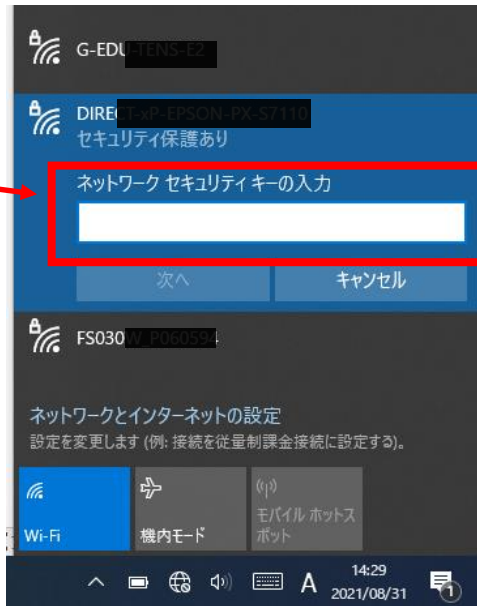 G-EDU
DIREC
セキュリティ保護あり
ネットワーク セキュリティ キーの入力
次へ
キャンセル
FS030
ネットワークとインターネットの設定
設定を変更します (例: 接続を従量制課金接続に設定する)。
Wi-Fi
機内モード
モバイル ホットス
ポット
A
14:29
2021/08/31
1